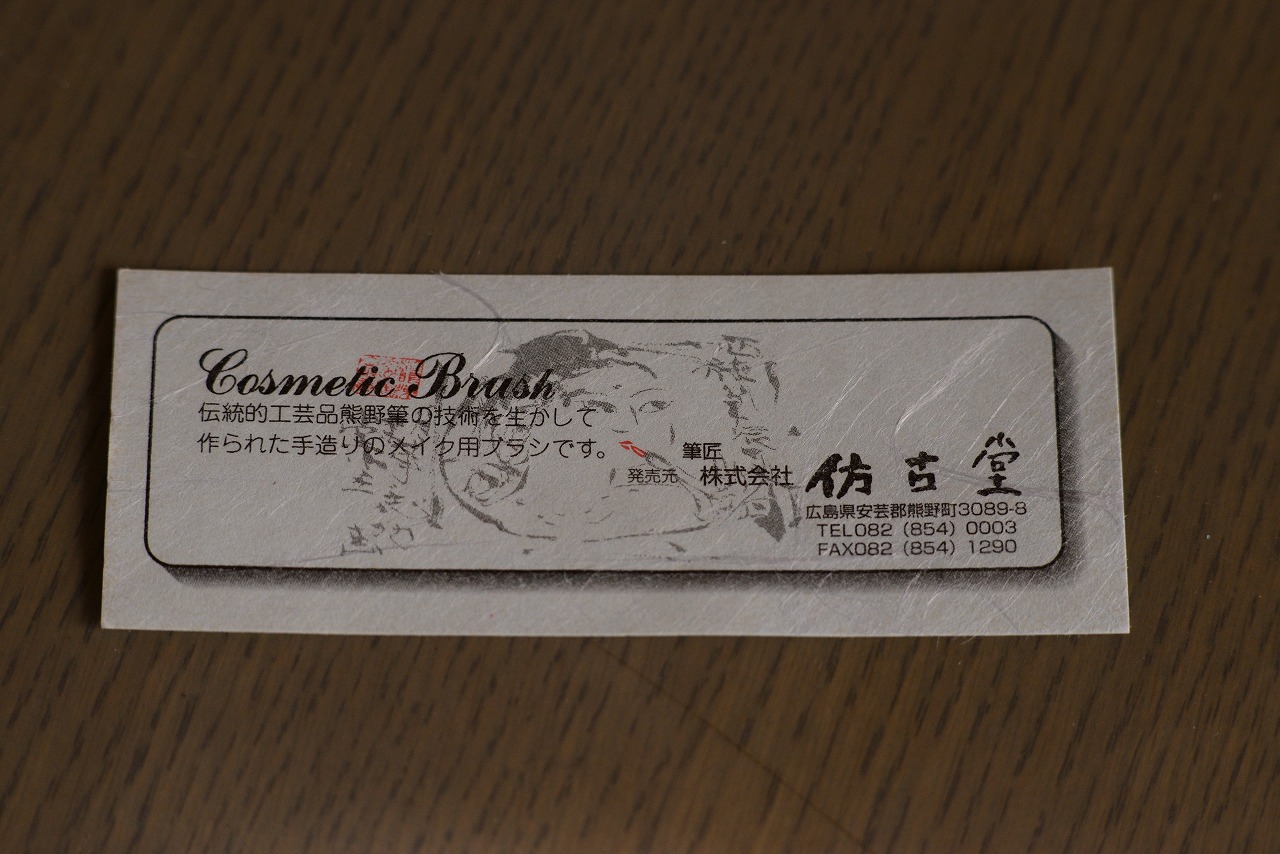 Cosmetic Brush
伝統的工芸品熊野筆の技術を生かして
作られた手造りのメイク用ブラシです。
筆匠
発売元 株式会社 仿古堂
広島県安芸郡熊野町3089-8
TEL082（854）0003
FAX082（854）1290